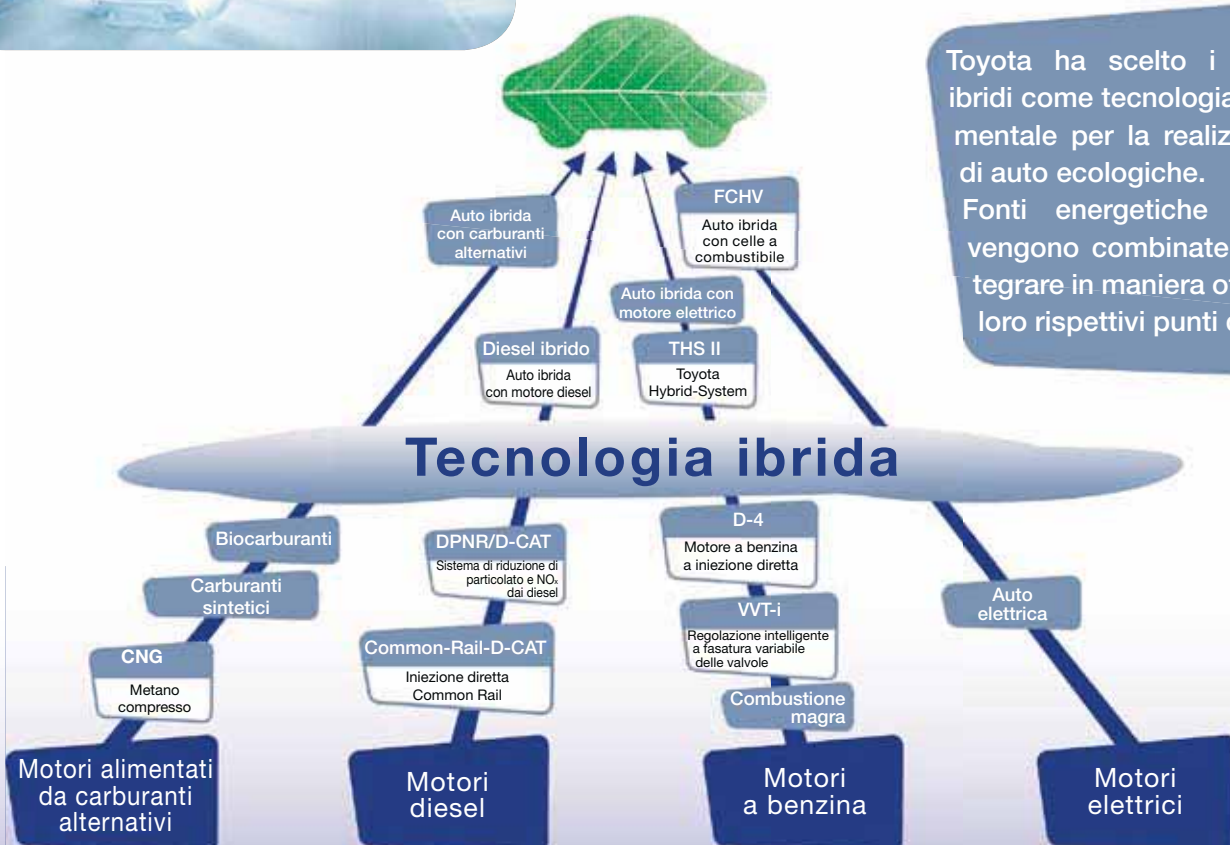 Toyota ha scelto i
ibridi come tecnologia
mentale per la realiz
di auto ecologiche.
Fonti energetiche
vengono combinate
tegrare in maniera o
loro rispettivi punti
Auto ibrida
con carburanti
alternativi
FCHV
Auto ibrida
con celle a
combustibile
Auto ibrida con
motore elettrico
Diesel ibrido
Auto ibrida
con motore diesel
THS II
Toyota
Hybrid-System
Tecnologia ibrida
Biocarburanti
Carburanti
sintetici
CNG
Metano
compresso
DPNR/D-CAT
Sistema di riduzione di
particolato e NOₓ
dai diesel
Common-Rail-D-CAT
Iniezione diretta
Common Rail
D-4
Motore a benzina
a iniezione diretta
VVT-i
Regolazione intelligente
a fasatura variabile
delle valvole
Combustione
magra
Auto
elettrica
Motori alimentati
da carburanti
alternativi
Motori
diesel
Motori
a benzina
Motori
elettrici